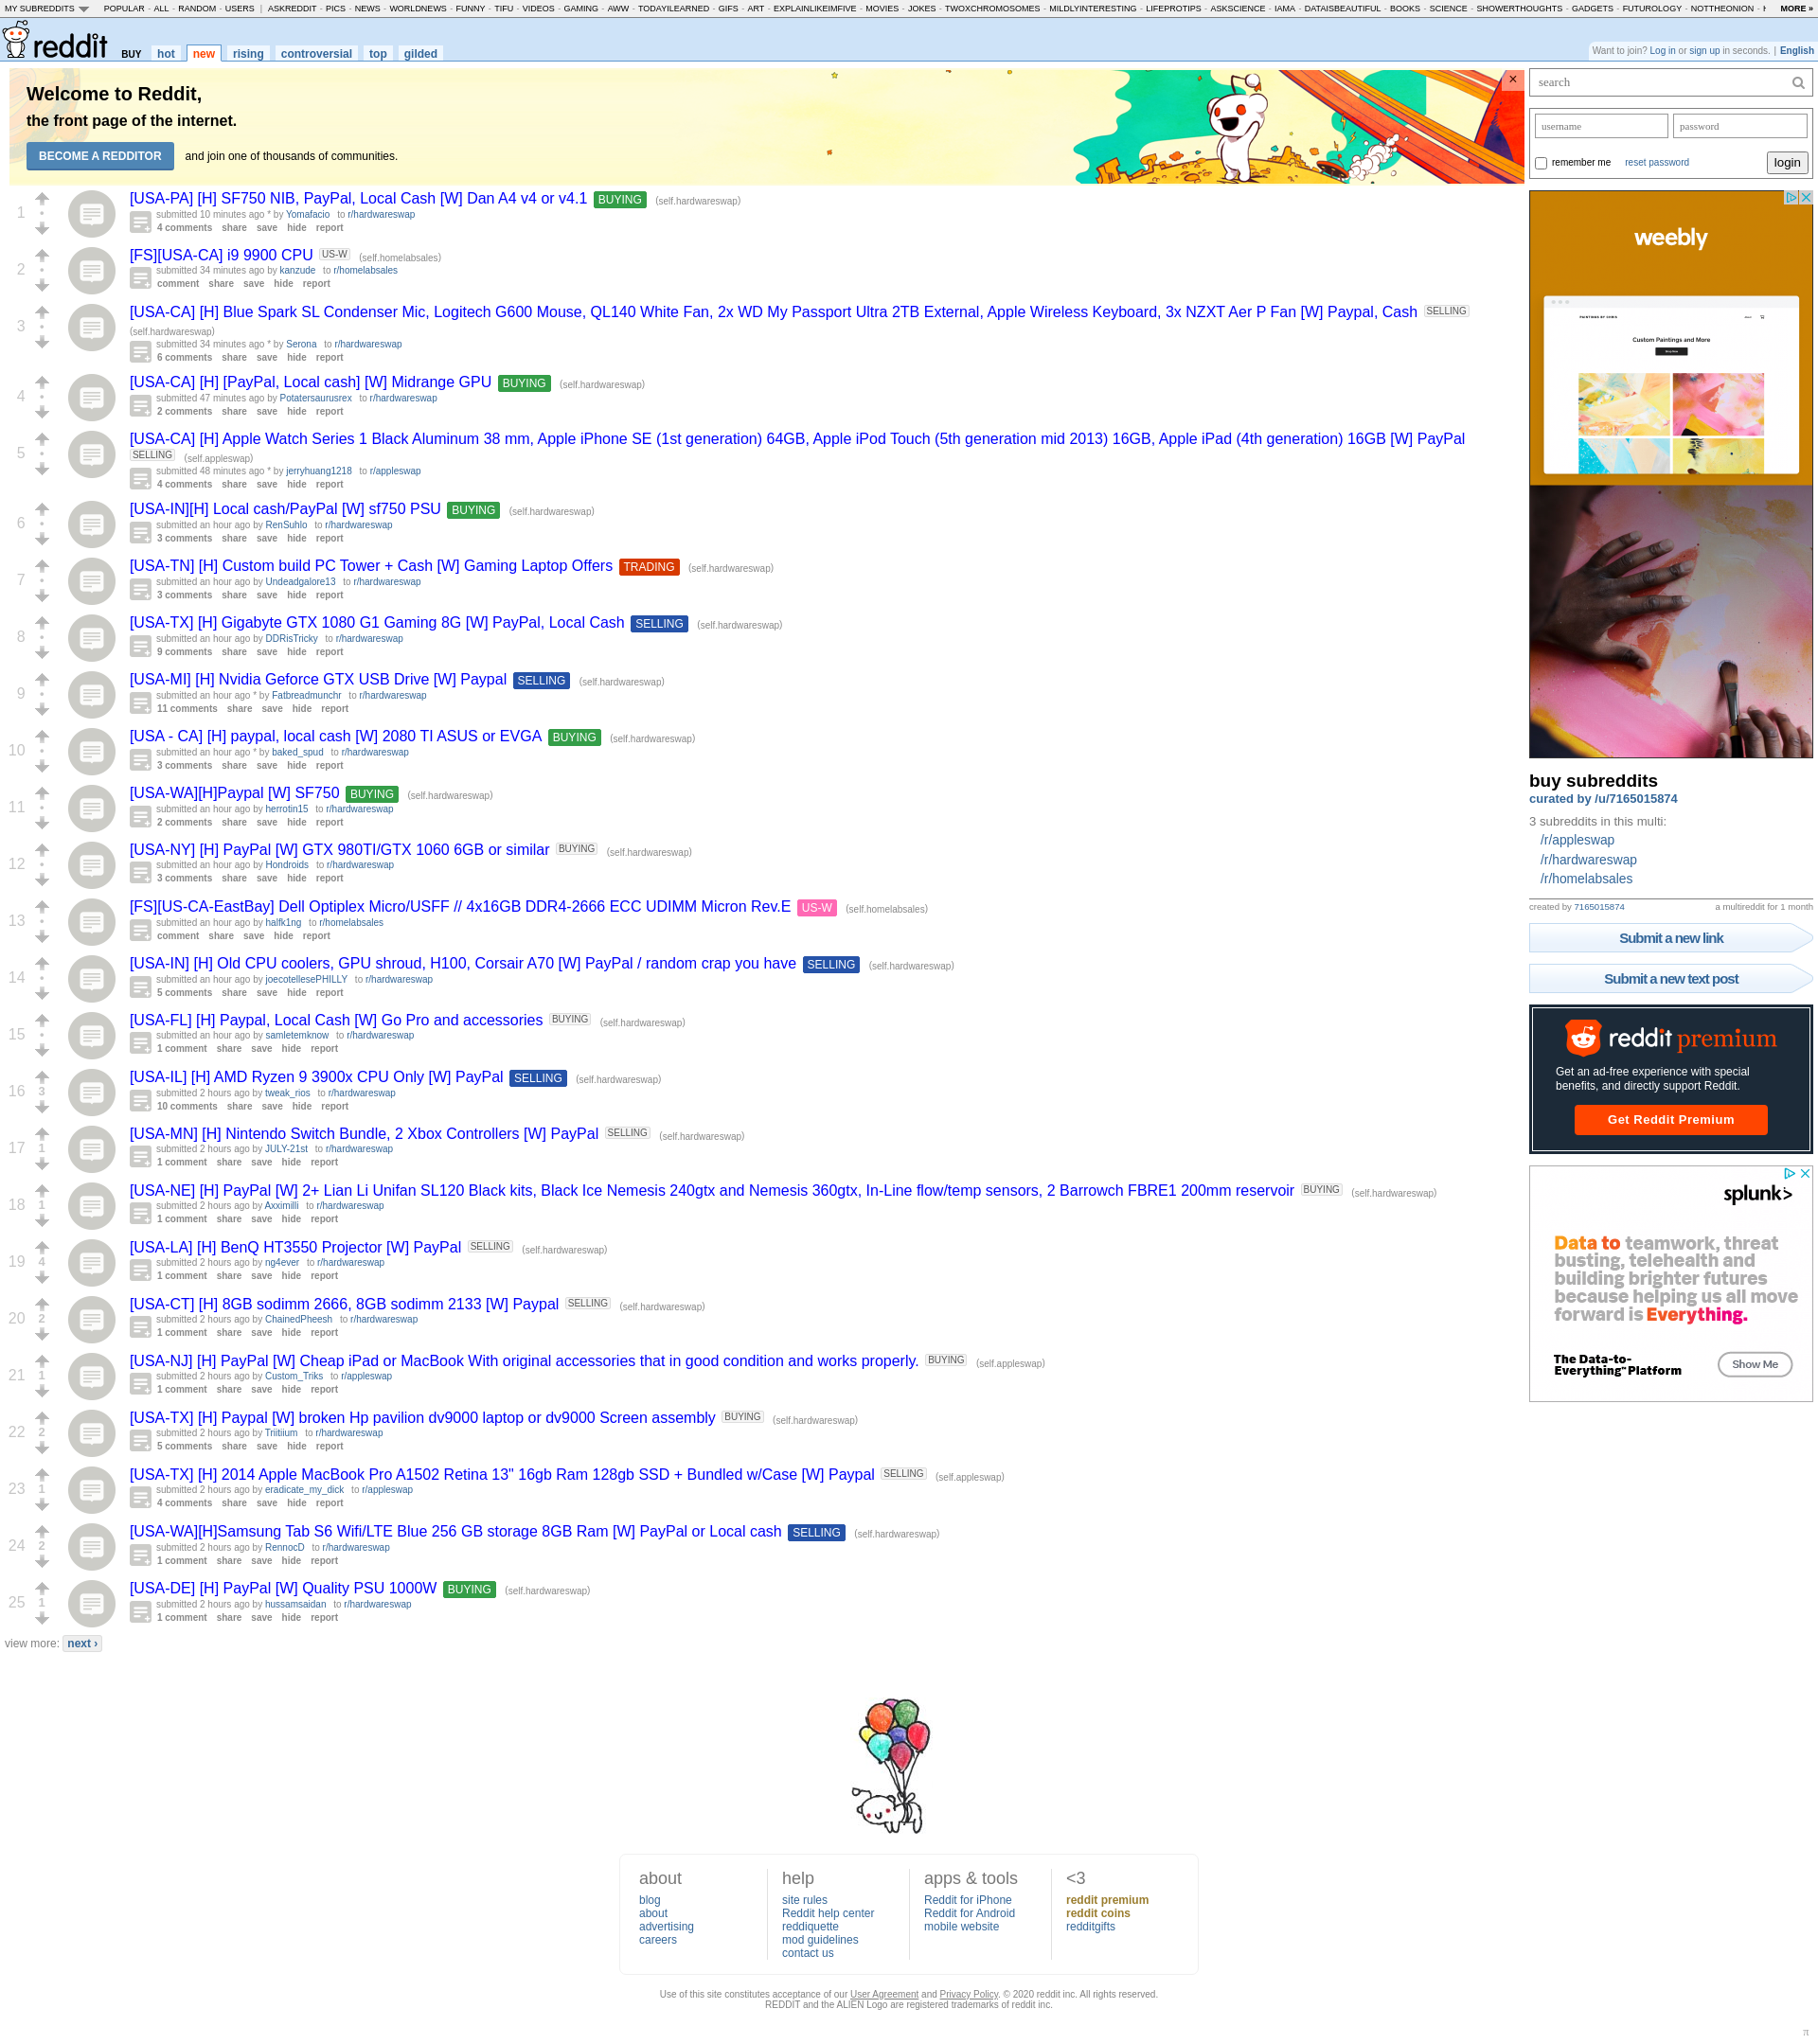 MY SUBREDDITS POPULAR - ALL - RANDOM - USERS | ASKREDDIT - PICS - NEWS - WORLDNEWS - FUNNY - TIFU - VIDEOS - GAMING - AWW - TODAYILEARNED - GIFS - ART - EXPLAINLIKEIMFIVE - MOVIES - JOKES - TWOXCHROMOSOMES - MILDLYINTERESTING - LIFEPROTIPS - ASKSCIENCE - IAMA - DATAISBEAUTIFUL - BOOKS - SCIENCE - SHOWERTHOUGHTS - GADGETS - FUTUROLOGY - NOTTHEONION - MORE »
reddit BUY hot new rising controversial top gilded
Want to join? Log in or sign up in seconds. | English
Welcome to Reddit,
the front page of the internet.
BECOME A REDDITOR and join one of thousands of communities.
×
1
[USA-PA] [H] SF750 NIB, PayPal, Local Cash [W] Dan A4 v4 or v4.1 BUYING (self.hardwareswap)
submitted 10 minutes ago * by Yomafacio to r/hardwareswap
4 comments share save hide report
2
[FS][USA-CA] i9 9900 CPU US-W (self.homelabsales)
submitted 34 minutes ago by kanzude to r/homelabsales
comment share save hide report
3
[USA-CA] [H] Blue Spark SL Condenser Mic, Logitech G600 Mouse, QL140 White Fan, 2x WD My Passport Ultra 2TB External, Apple Wireless Keyboard, 3x NZXT Aer P Fan [W] Paypal, Cash SELLING
(self.hardwareswap)
submitted 34 minutes ago * by Serona to r/hardwareswap
6 comments share save hide report
4
[USA-CA] [H] [PayPal, Local cash] [W] Midrange GPU BUYING (self.hardwareswap)
submitted 47 minutes ago by Potatersaurusrex to r/hardwareswap
2 comments share save hide report
5
[USA-CA] [H] Apple Watch Series 1 Black Aluminum 38 mm, Apple iPhone SE (1st generation) 64GB, Apple iPod Touch (5th generation mid 2013) 16GB, Apple iPad (4th generation) 16GB [W] PayPal
SELLING (self.appleswap)
submitted 48 minutes ago * by jerryhuang1218 to r/appleswap
4 comments share save hide report
6
[USA-IN][H] Local cash/PayPal [W] sf750 PSU BUYING (self.hardwareswap)
submitted an hour ago by RenSuhlo to r/hardwareswap
3 comments share save hide report
7
[USA-TN] [H] Custom build PC Tower + Cash [W] Gaming Laptop Offers TRADING (self.hardwareswap)
submitted an hour ago by Undeadgalore13 to r/hardwareswap
3 comments share save hide report
8
[USA-TX] [H] Gigabyte GTX 1080 G1 Gaming 8G [W] PayPal, Local Cash SELLING (self.hardwareswap)
submitted an hour ago by DDRisTricky to r/hardwareswap
9 comments share save hide report
9
[USA-MI] [H] Nvidia Geforce GTX USB Drive [W] Paypal SELLING (self.hardwareswap)
submitted an hour ago * by Fatbreadmunchr to r/hardwareswap
11 comments share save hide report
10
[USA - CA] [H] paypal, local cash [W] 2080 TI ASUS or EVGA BUYING (self.hardwareswap)
submitted an hour ago * by baked_spud to r/hardwareswap
3 comments share save hide report
11
[USA-WA][H]Paypal [W] SF750 BUYING (self.hardwareswap)
submitted an hour ago by herrotin15 to r/hardwareswap
2 comments share save hide report
12
[USA-NY] [H] PayPal [W] GTX 980TI/GTX 1060 6GB or similar BUYING (self.hardwareswap)
submitted an hour ago by Hondroids to r/hardwareswap
3 comments share save hide report
13
[FS][US-CA-EastBay] Dell Optiplex Micro/USFF // 4x16GB DDR4-2666 ECC UDIMM Micron Rev.E US-W (self.homelabsales)
submitted an hour ago by halfk1ng to r/homelabsales
comment share save hide report
14
[USA-IN] [H] Old CPU coolers, GPU shroud, H100, Corsair A70 [W] PayPal / random crap you have SELLING (self.hardwareswap)
submitted an hour ago by joecotellesePHILLY to r/hardwareswap
5 comments share save hide report
15
[USA-FL] [H] Paypal, Local Cash [W] Go Pro and accessories BUYING (self.hardwareswap)
submitted an hour ago by samletemknow to r/hardwareswap
1 comment share save hide report
16 3
[USA-IL] [H] AMD Ryzen 9 3900x CPU Only [W] PayPal SELLING (self.hardwareswap)
submitted 2 hours ago by tweak_rios to r/hardwareswap
10 comments share save hide report
17 1
[USA-MN] [H] Nintendo Switch Bundle, 2 Xbox Controllers [W] PayPal SELLING (self.hardwareswap)
submitted 2 hours ago by JULY-21st to r/hardwareswap
1 comment share save hide report
18 1
[USA-NE] [H] PayPal [W] 2+ Lian Li Unifan SL120 Black kits, Black Ice Nemesis 240gtx and Nemesis 360gtx, In-Line flow/temp sensors, 2 Barrowch FBRE1 200mm reservoir BUYING (self.hardwareswap)
submitted 2 hours ago by Axximilli to r/hardwareswap
1 comment share save hide report
19 4
[USA-LA] [H] BenQ HT3550 Projector [W] PayPal SELLING (self.hardwareswap)
submitted 2 hours ago by ng4ever to r/hardwareswap
1 comment share save hide report
20 2
[USA-CT] [H] 8GB sodimm 2666, 8GB sodimm 2133 [W] Paypal SELLING (self.hardwareswap)
submitted 2 hours ago by ChainedPheesh to r/hardwareswap
1 comment share save hide report
21 1
[USA-NJ] [H] PayPal [W] Cheap iPad or MacBook With original accessories that in good condition and works properly. BUYING (self.appleswap)
submitted 2 hours ago by Custom_Triks to r/appleswap
1 comment share save hide report
22 2
[USA-TX] [H] Paypal [W] broken Hp pavilion dv9000 laptop or dv9000 Screen assembly BUYING (self.hardwareswap)
submitted 2 hours ago by Triitiium to r/hardwareswap
5 comments share save hide report
23 1
[USA-TX] [H] 2014 Apple MacBook Pro A1502 Retina 13" 16gb Ram 128gb SSD + Bundled w/Case [W] Paypal SELLING (self.appleswap)
submitted 2 hours ago by eradicate_my_dick to r/appleswap
4 comments share save hide report
24 2
[USA-WA][H]Samsung Tab S6 Wifi/LTE Blue 256 GB storage 8GB Ram [W] PayPal or Local cash SELLING (self.hardwareswap)
submitted 2 hours ago by RennocD to r/hardwareswap
1 comment share save hide report
25 1
[USA-DE] [H] PayPal [W] Quality PSU 1000W BUYING (self.hardwareswap)
submitted 2 hours ago by hussamsaidan to r/hardwareswap
1 comment share save hide report
view more: next ›
search
username password
remember me reset password login
weebly
PAINTINGS BY CHRIS
Custom Paintings and More
buy subreddits
curated by /u/7165015874
3 subreddits in this multi:
/r/appleswap
/r/hardwareswap
/r/homelabsales
created by 7165015874 a multireddit for 1 month
Submit a new link
Submit a new text post
reddit premium
Get an ad-free experience with special
benefits, and directly support Reddit.
Get Reddit Premium
splunk>
Data to teamwork, threat
busting, telehealth and
building brighter futures
because helping us all move
forward is Everything.
The Data-to-
Everything™ Platform
Show Me
about
blog
about
advertising
careers
help
site rules
Reddit help center
reddiquette
mod guidelines
contact us
apps & tools
Reddit for iPhone
Reddit for Android
mobile website
<3
reddit premium
reddit coins
redditgifts
Use of this site constitutes acceptance of our User Agreement and Privacy Policy. © 2020 reddit inc. All rights reserved.
REDDIT and the ALIEN Logo are registered trademarks of reddit inc.
π